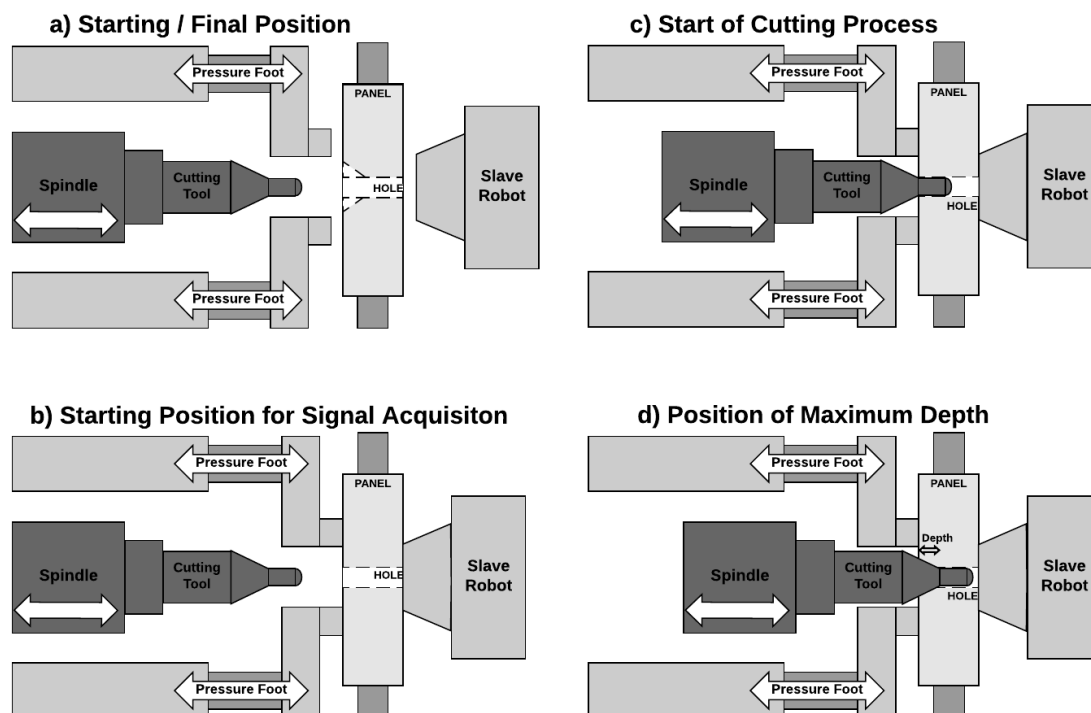 a) Starting / Final Position
Pressure Foot
PANEL
Spindle
Cutting
Tool
HOLE
Slave
Robot
Pressure Foot
c) Start of Cutting Process
Pressure Foot
PANEL
Spindle
Cutting
Tool
HOLE
Slave
Robot
Pressure Foot
b) Starting Position for Signal Acquisiton
Pressure Foot
PANEL
Spindle
Cutting
Tool
HOLE
Slave
Robot
Pressure Foot
d) Position of Maximum Depth
Pressure Foot
PANEL
Depth
Spindle
Cutting
Tool
HOLE
Slave
Robot
Pressure Foot